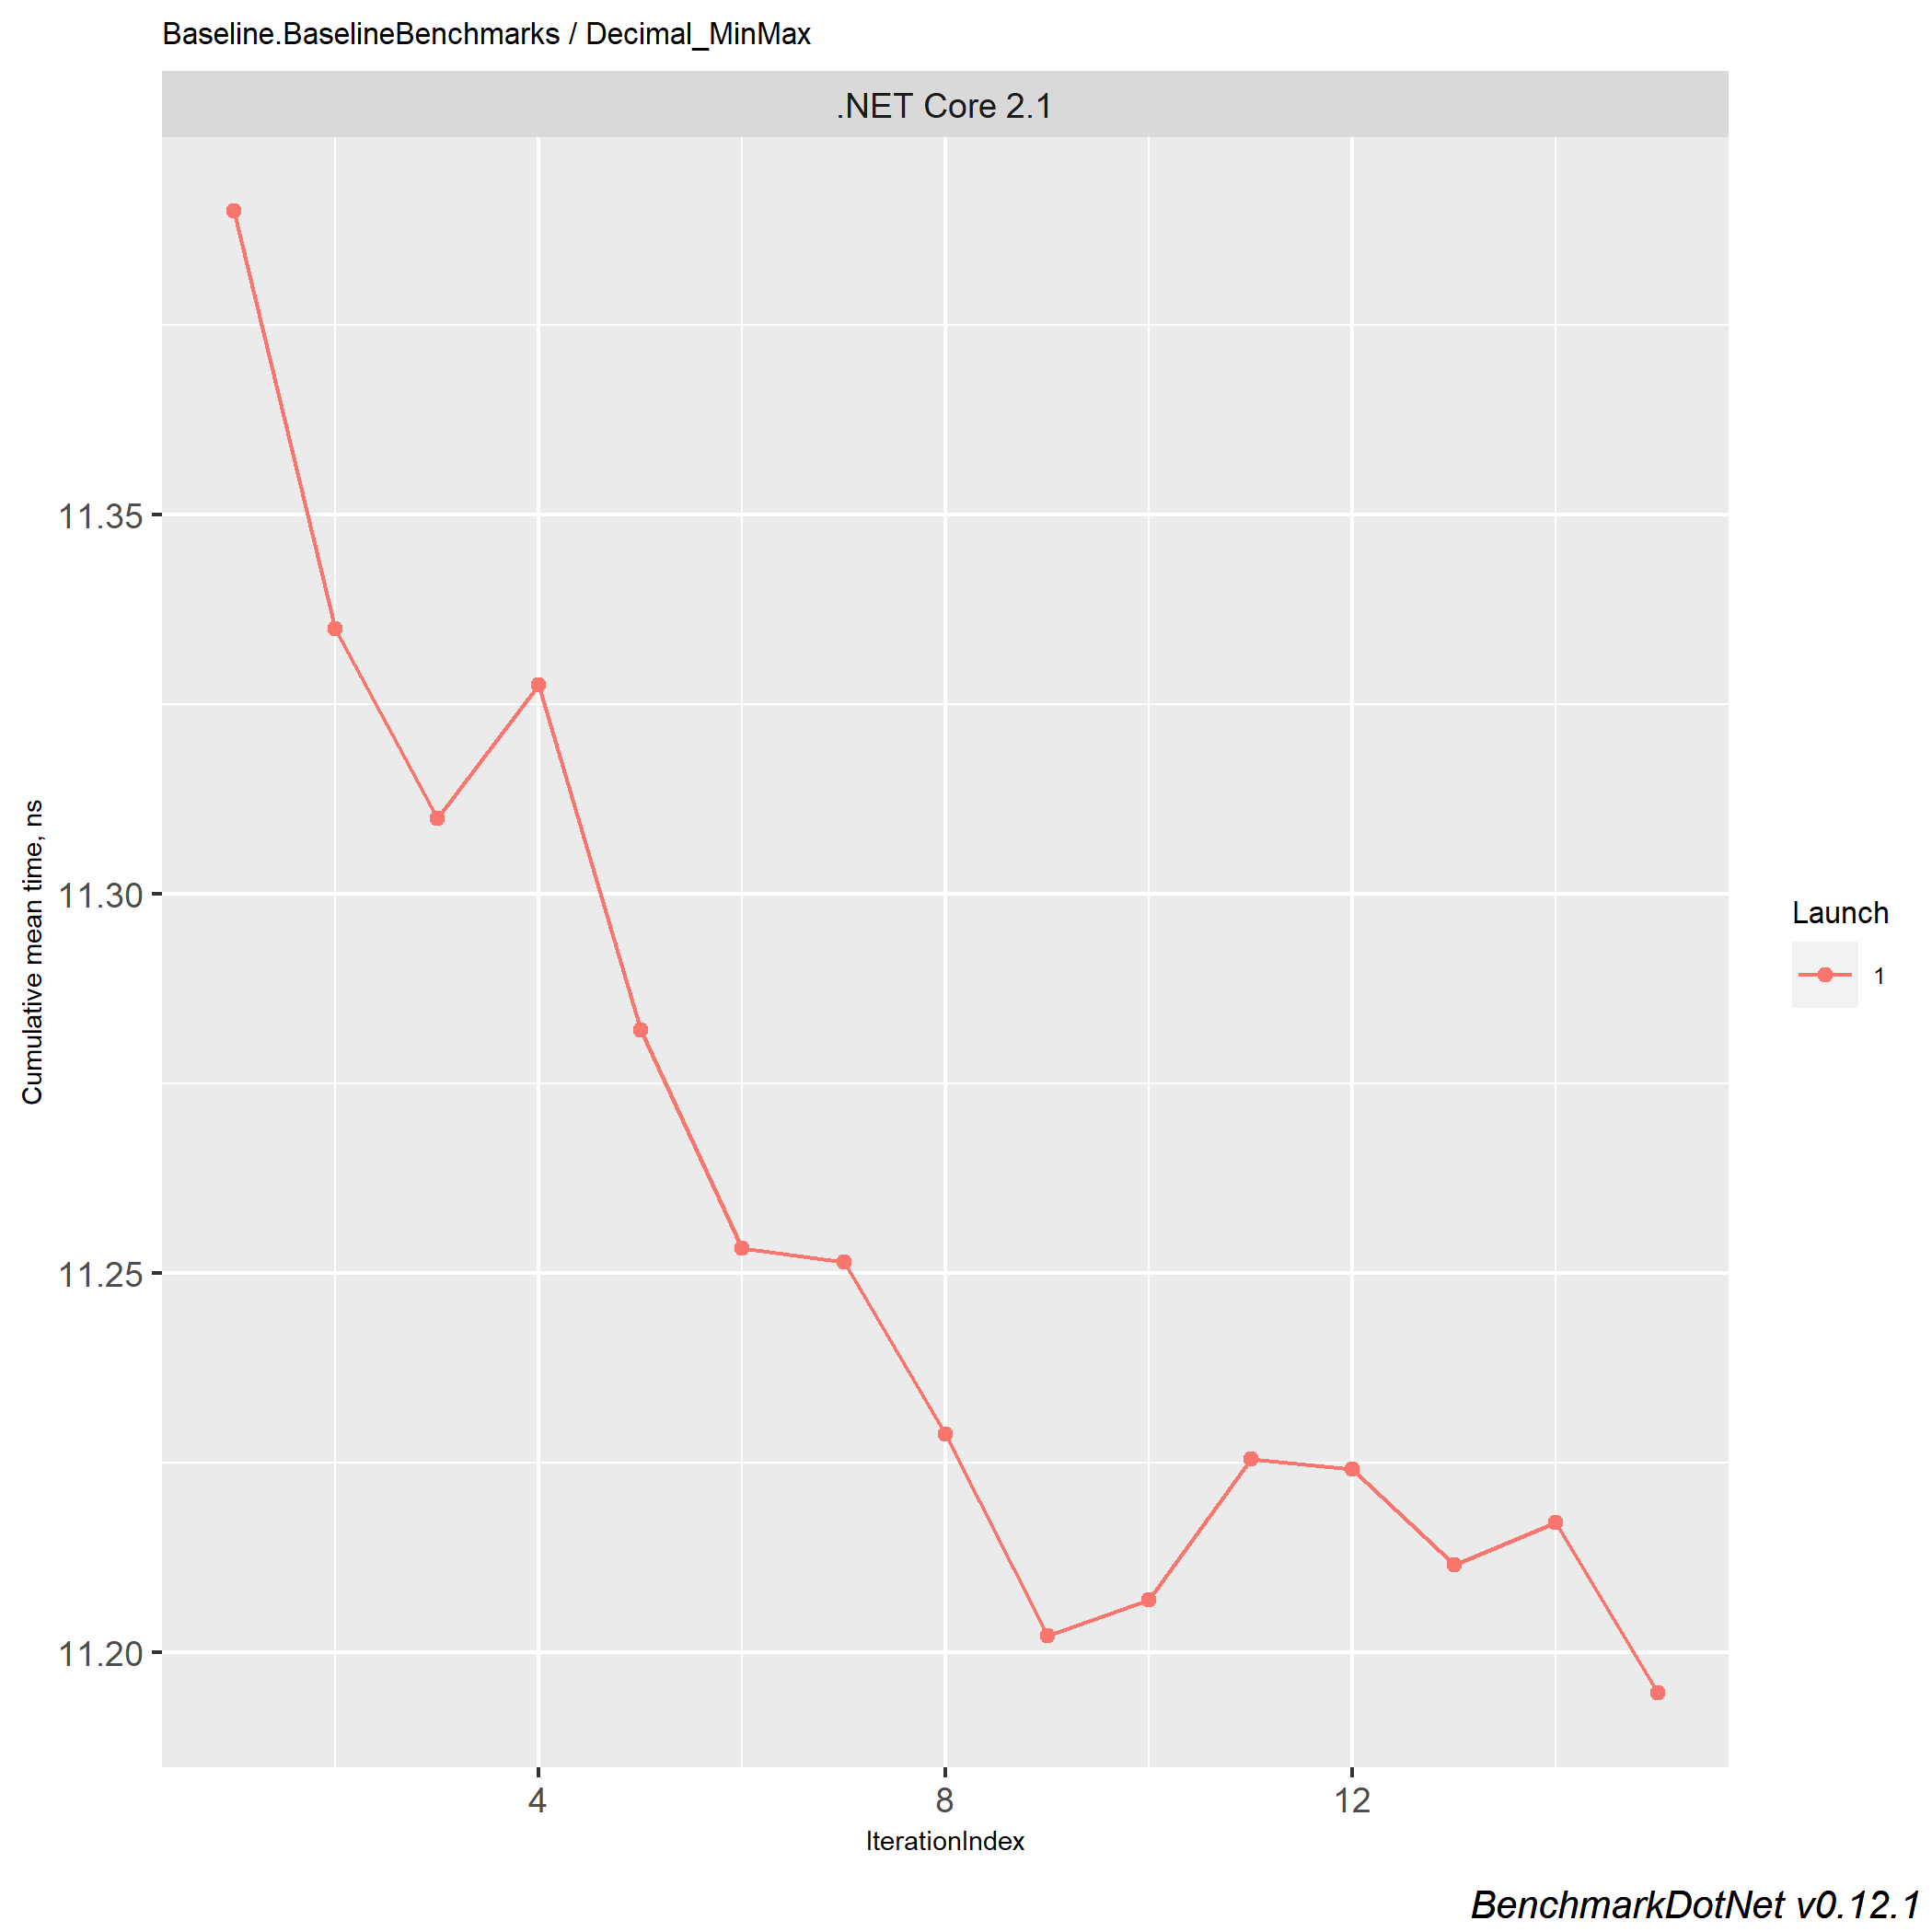 Baseline.BaselineBenchmarks / Decimal_MinMax
.NET Core 2.1
Cumulative mean time, ns
11.35
11.30
11.25
11.20
4
8
12
IterationIndex
Launch
1
BenchmarkDotNet v0.12.1